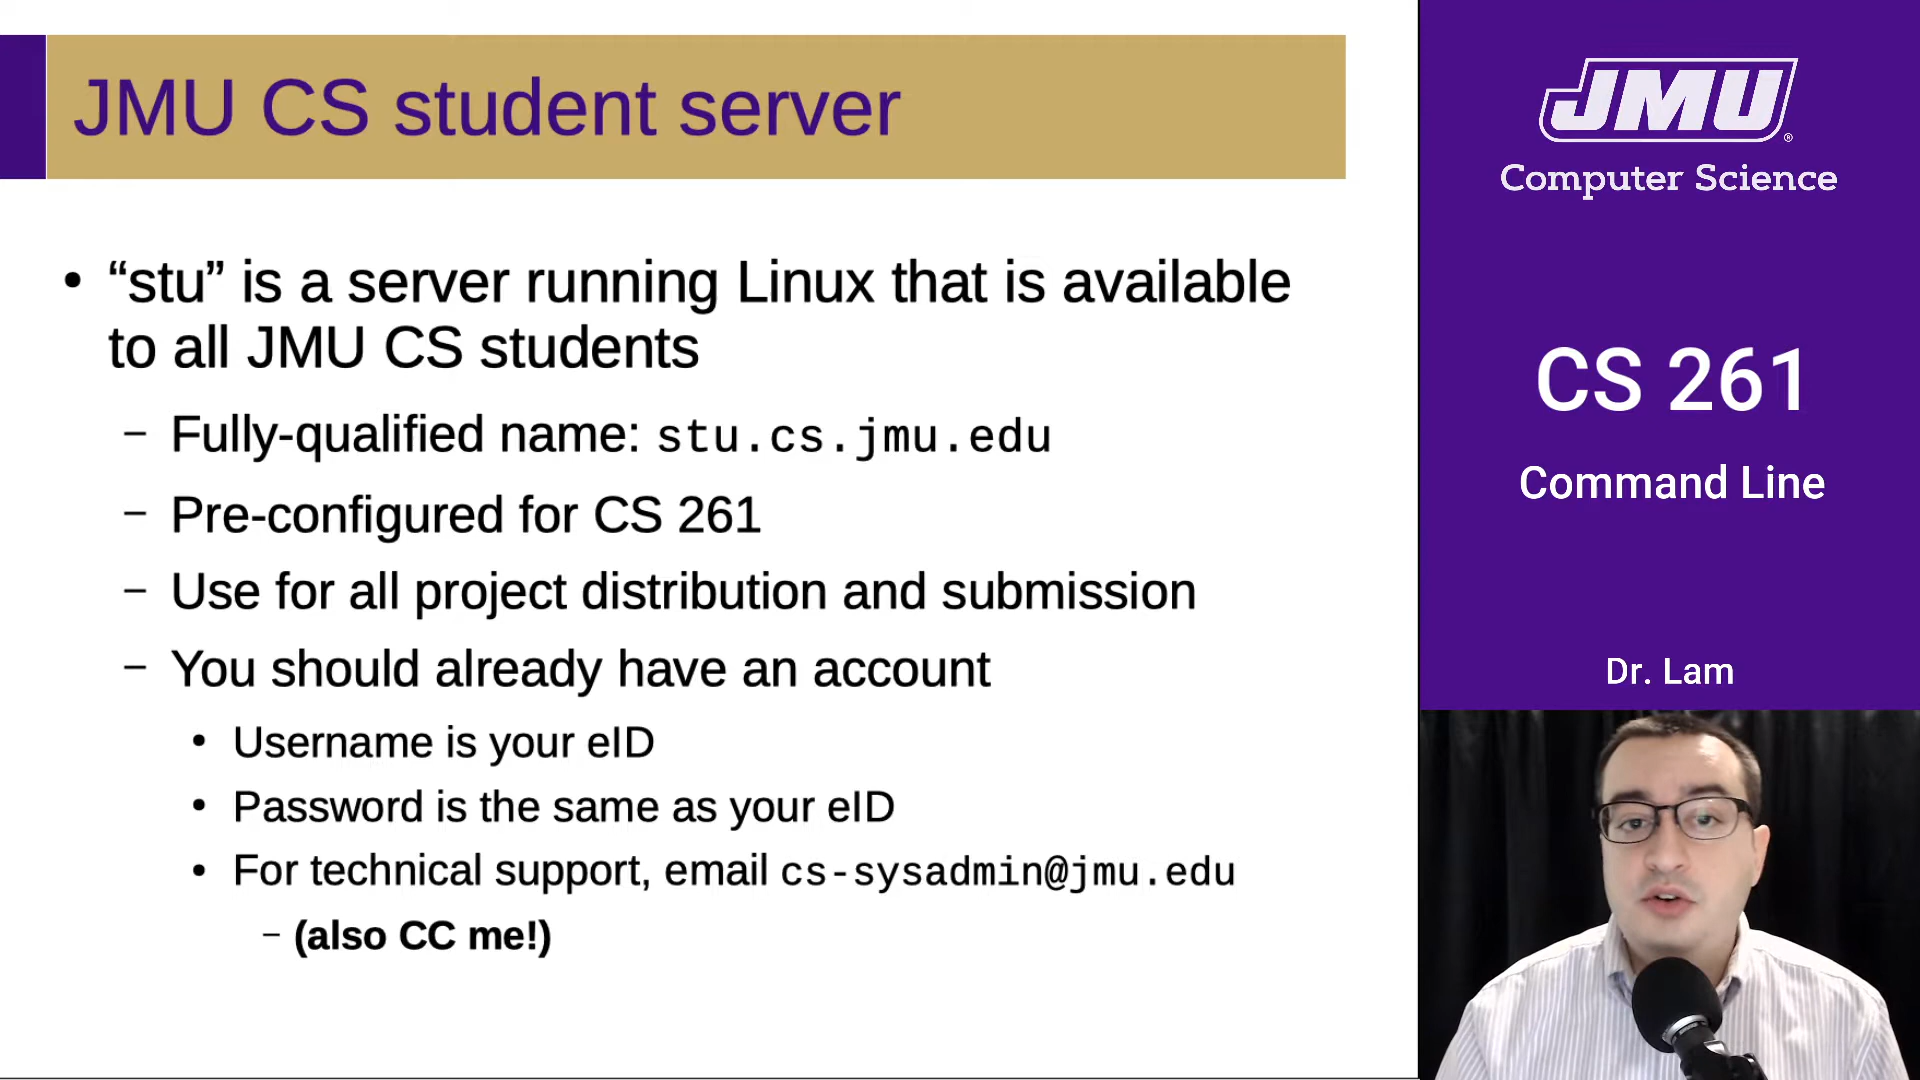 JMU CS student server
• “stu” is a server running Linux that is available
to all JMU CS students
– Fully-qualified name: stu.cs.jmu.edu
– Pre-configured for CS 261
– Use for all project distribution and submission
– You should already have an account
• Username is your eID
• Password is the same as your eID
• For technical support, email cs-sysadmin@jmu.edu
– (also CC me!)
JMU®
Computer Science
CS 261
Command Line
Dr. Lam